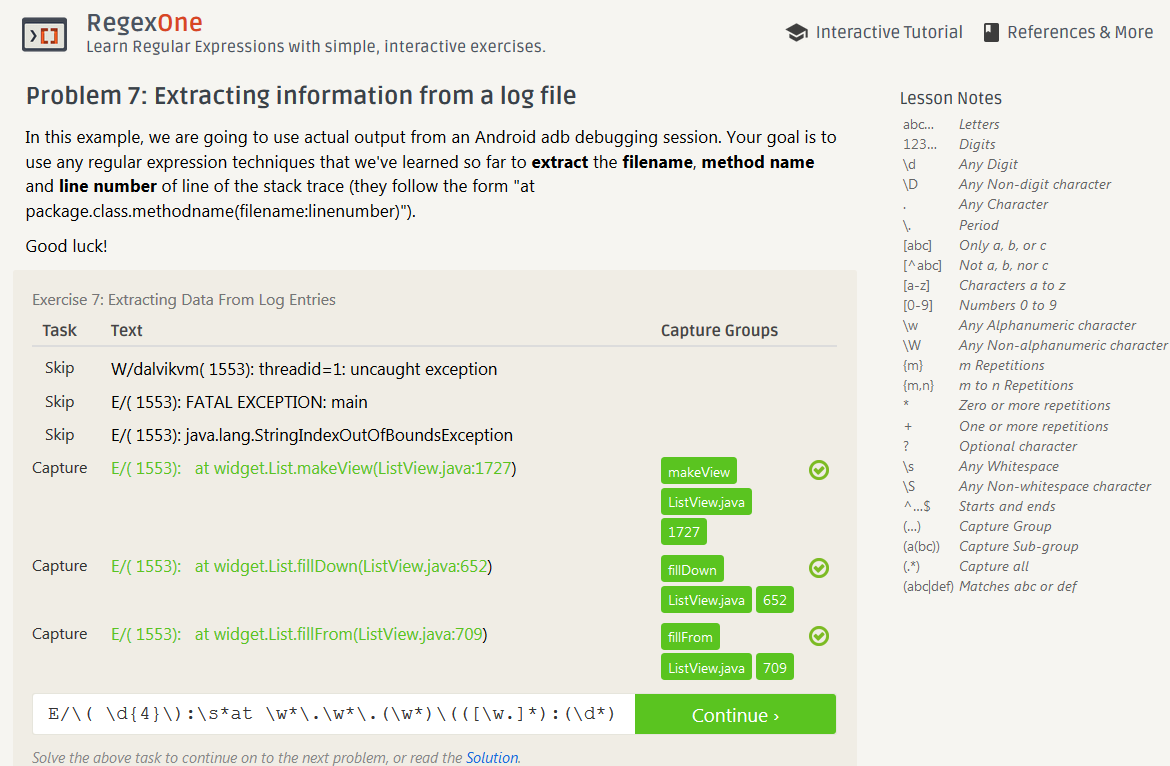 RegexOne
Learn Regular Expressions with simple, interactive exercises.
Interactive Tutorial References & More
Problem 7: Extracting information from a log file
In this example, we are going to use actual output from an Android adb debugging session. Your goal is to
use any regular expression techniques that we've learned so far to extract the filename, method name
and line number of line of the stack trace (they follow the form "at
package.class.methodname(filename:linenumber)").
Good luck!
Exercise 7: Extracting Data From Log Entries
Task Text Capture Groups
Skip W/dalvikvm( 1553): threadid=1: uncaught exception
Skip E/( 1553): FATAL EXCEPTION: main
Skip E/( 1553): java.lang.StringIndexOutOfBoundsException
Capture E/( 1553):   at widget.List.makeView(ListView.java:1727) makeView
ListView.java
1727
Capture E/( 1553):   at widget.List.fillDown(ListView.java:652) fillDown
ListView.java 652
Capture E/( 1553):   at widget.List.fillFrom(ListView.java:709) fillFrom
ListView.java 709
E/\( \d{4}\):\s*at \w*\.\w*\.(\w*)\(([\w.]*):(\d*) Continue ›
Solve the above task to continue on to the next problem, or read the Solution.
Lesson Notes
abc… Letters
123… Digits
\d Any Digit
\D Any Non-digit character
. Any Character
\. Period
[abc] Only a, b, or c
[^abc] Not a, b, nor c
[a-z] Characters a to z
[0-9] Numbers 0 to 9
\w Any Alphanumeric character
\W Any Non-alphanumeric character
{m} m Repetitions
{m,n} m to n Repetitions
* Zero or more repetitions
+ One or more repetitions
? Optional character
\s Any Whitespace
\S Any Non-whitespace character
^…$ Starts and ends
(…) Capture Group
(a(bc)) Capture Sub-group
(.*) Capture all
(abc|def) Matches abc or def